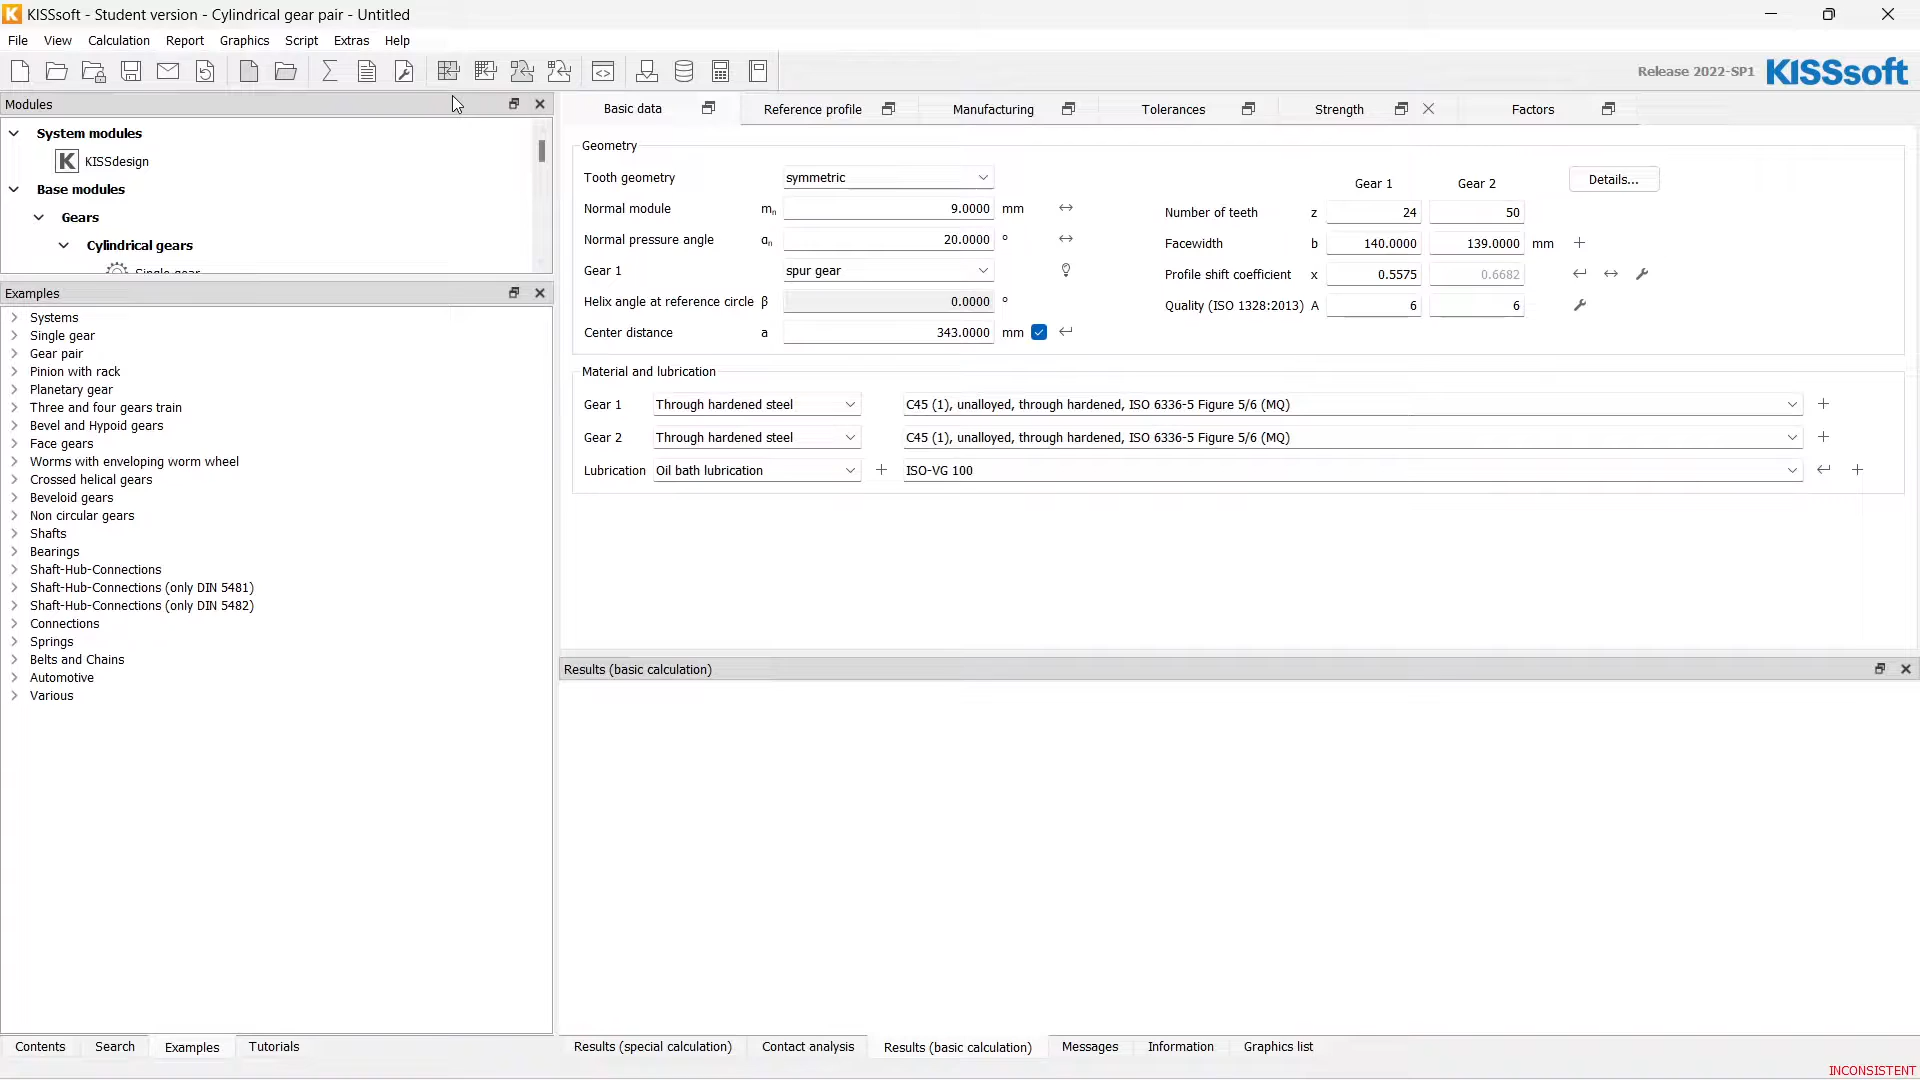 KISSsoft - Student version - Cylindrical gear pair - Untitled
File View Calculation Report Graphics Script Extras Help
Release 2022-SP1 KISSsoft
Modules
System modules
K KISSdesign
Base modules
Gears
Cylindrical gears
Single gear
Examples
Systems
Single gear
Gear pair
Pinion with rack
Planetary gear
Three and four gears train
Bevel and Hypoid gears
Face gears
Worms with enveloping worm wheel
Crossed helical gears
Beveloid gears
Non circular gears
Shafts
Bearings
Shaft-Hub-Connections
Shaft-Hub-Connections (only DIN 5481)
Shaft-Hub-Connections (only DIN 5482)
Connections
Springs
Belts and Chains
Automotive
Various
Contents Search Examples Tutorials
Basic data Reference profile Manufacturing Tolerances Strength Factors
Geometry
Tooth geometry symmetric
Normal module mn 9.0000 mm
Normal pressure angle αn 20.0000 °
Gear 1 spur gear
Helix angle at reference circle β 0.0000 °
Center distance a 343.0000 mm
Gear 1 Gear 2 Details...
Number of teeth z 24 50
Facewidth b 140.0000 139.0000 mm
Profile shift coefficient x 0.5575 0.6682
Quality (ISO 1328:2013) A 6 6
Material and lubrication
Gear 1 Through hardened steel C45 (1), unalloyed, through hardened, ISO 6336-5 Figure 5/6 (MQ)
Gear 2 Through hardened steel C45 (1), unalloyed, through hardened, ISO 6336-5 Figure 5/6 (MQ)
Lubrication Oil bath lubrication ISO-VG 100
Results (basic calculation)
Results (special calculation) Contact analysis Results (basic calculation) Messages Information Graphics list
INCONSISTENT